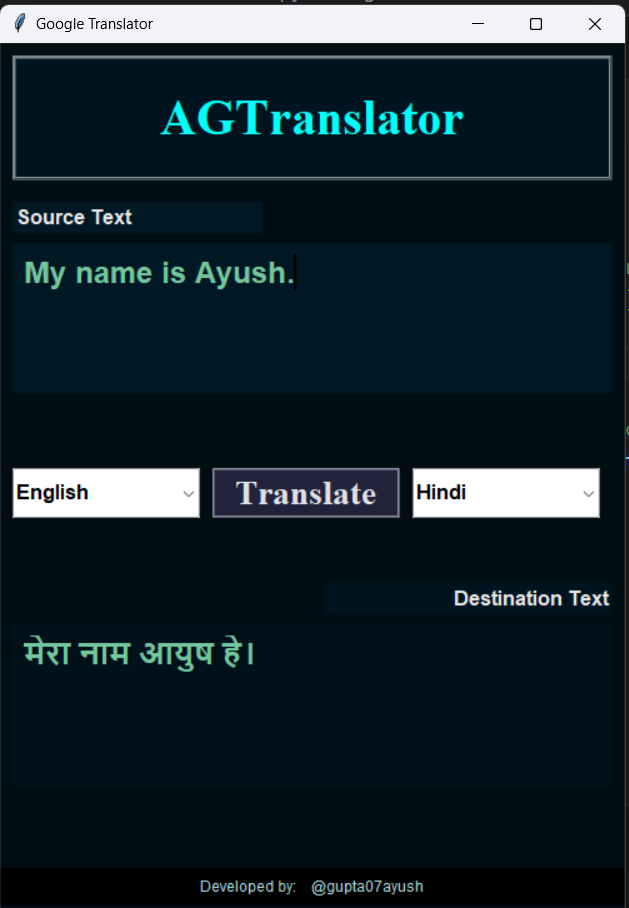 Google Translator
AGTranslator
Source Text
My name is Ayush.
English
Translate
Hindi
Destination Text
मेरा नाम आयुष हे।
Developed by: @gupta07ayush